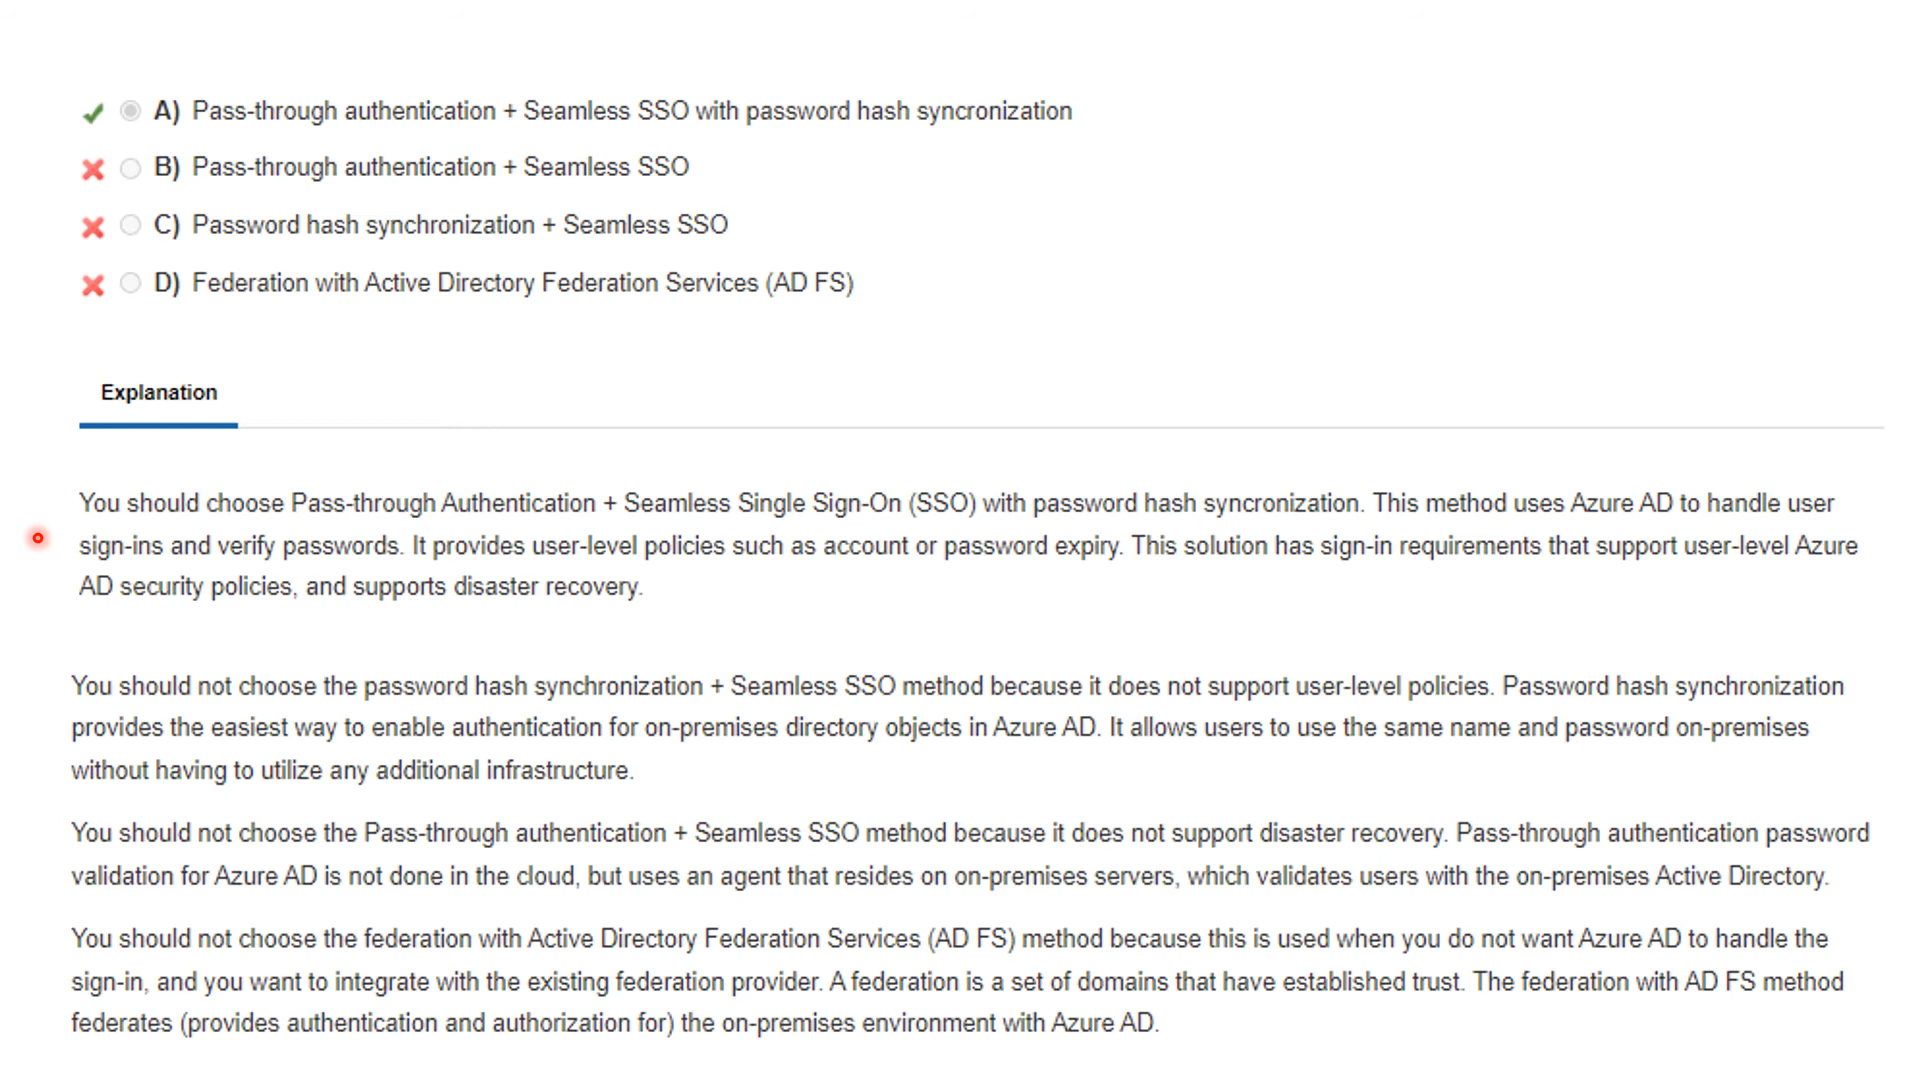 A) Pass-through authentication + Seamless SSO with password hash syncronization
B) Pass-through authentication + Seamless SSO
C) Password hash synchronization + Seamless SSO
D) Federation with Active Directory Federation Services (AD FS)
Explanation
You should choose Pass-through Authentication + Seamless Single Sign-On (SSO) with password hash syncronization. This method uses Azure AD to handle user
sign-ins and verify passwords. It provides user-level policies such as account or password expiry. This solution has sign-in requirements that support user-level Azure
AD security policies, and supports disaster recovery.
You should not choose the password hash synchronization + Seamless SSO method because it does not support user-level policies. Password hash synchronization
provides the easiest way to enable authentication for on-premises directory objects in Azure AD. It allows users to use the same name and password on-premises
without having to utilize any additional infrastructure.
You should not choose the Pass-through authentication + Seamless SSO method because it does not support disaster recovery. Pass-through authentication password
validation for Azure AD is not done in the cloud, but uses an agent that resides on on-premises servers, which validates users with the on-premises Active Directory.
You should not choose the federation with Active Directory Federation Services (AD FS) method because this is used when you do not want Azure AD to handle the
sign-in, and you want to integrate with the existing federation provider. A federation is a set of domains that have established trust. The federation with AD FS method
federates (provides authentication and authorization for) the on-premises environment with Azure AD.